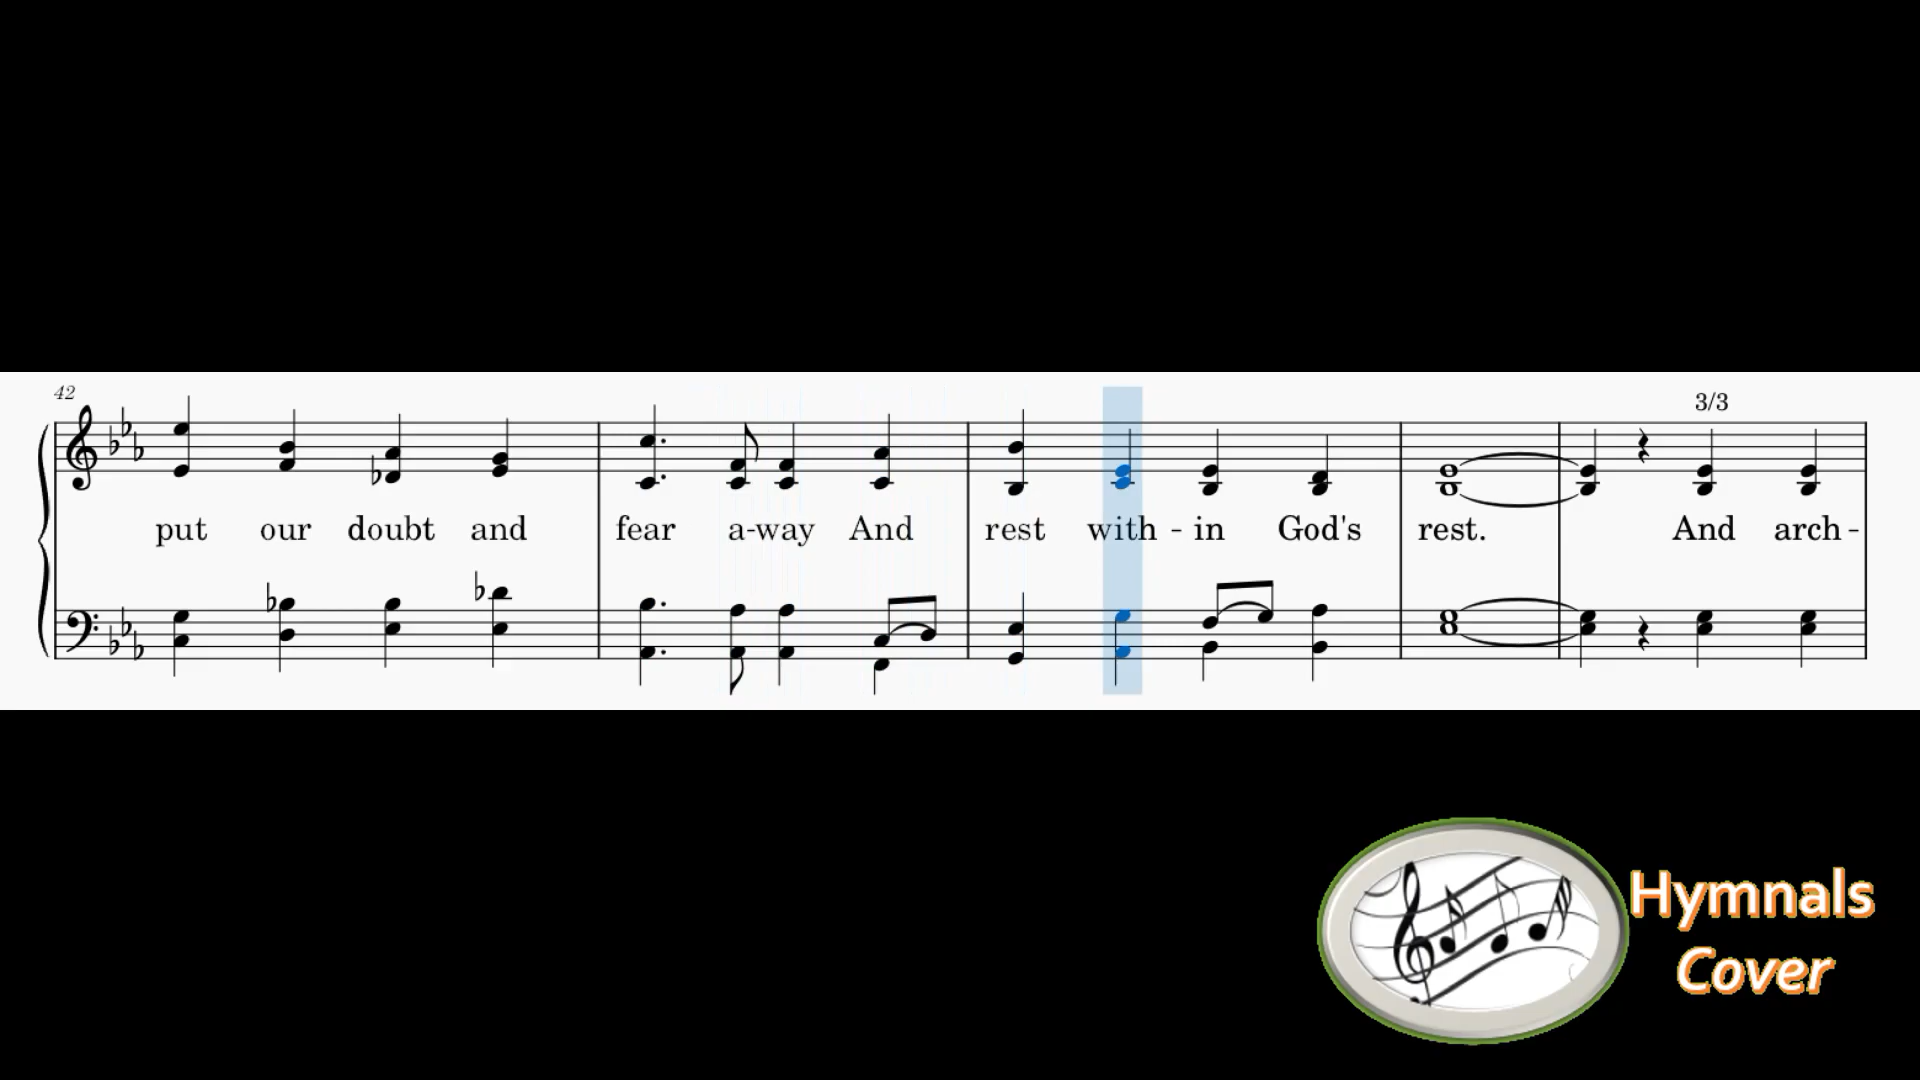 42
3/3
put our doubt and fear a-way And rest with - in God's rest. And arch -
Hymnals
Cover